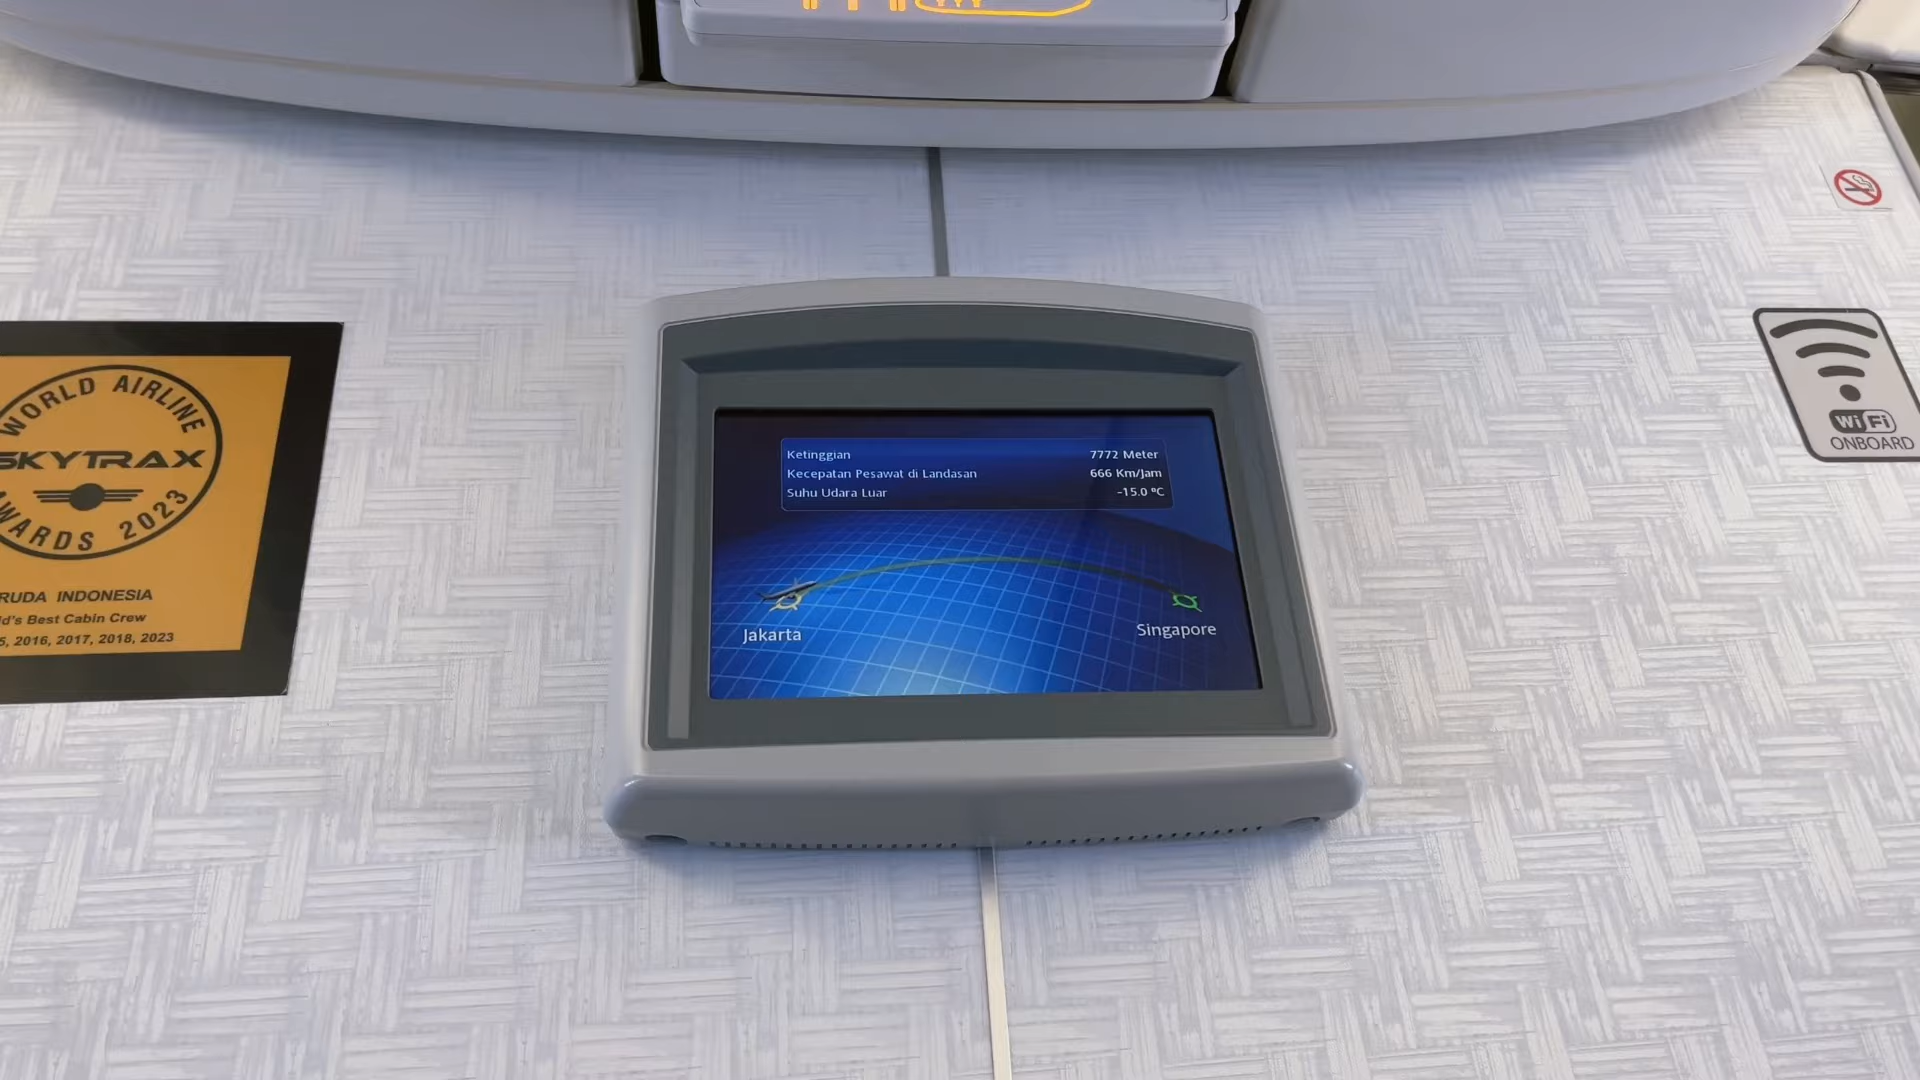 WORLD AIRLINE
SKYTRAX
AWARDS 2023
RUDA INDONESIA
d's Best Cabin Crew
5, 2016, 2017, 2018, 2023
Ketinggian 7772 Meter
Kecepatan Pesawat di Landasan 666 Km/Jam
Suhu Udara Luar -15.0 ºC
Jakarta
Singapore
WiFi
ONBOARD